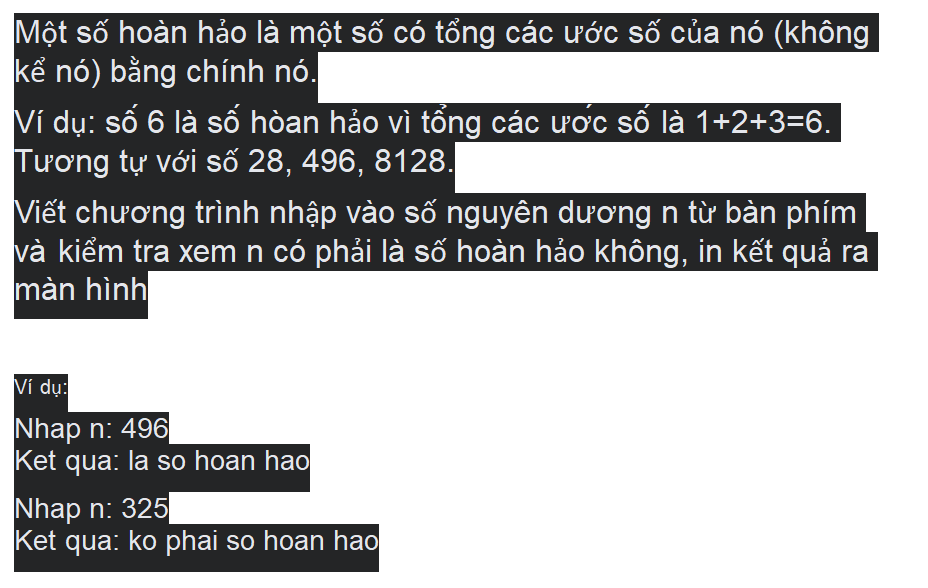 Một số hoàn hảo là một số có tổng các ước số của nó (không
kể nó) bằng chính nó.
Ví dụ: số 6 là số hòan hảo vì tổng các ước số là 1+2+3=6.
Tương tự với số 28, 496, 8128.
Viết chương trình nhập vào số nguyên dương n từ bàn phím
và kiểm tra xem n có phải là số hoàn hảo không, in kết quả ra
màn hình
Ví dụ:
Nhap n: 496
Ket qua: la so hoan hao
Nhap n: 325
Ket qua: ko phai so hoan hao